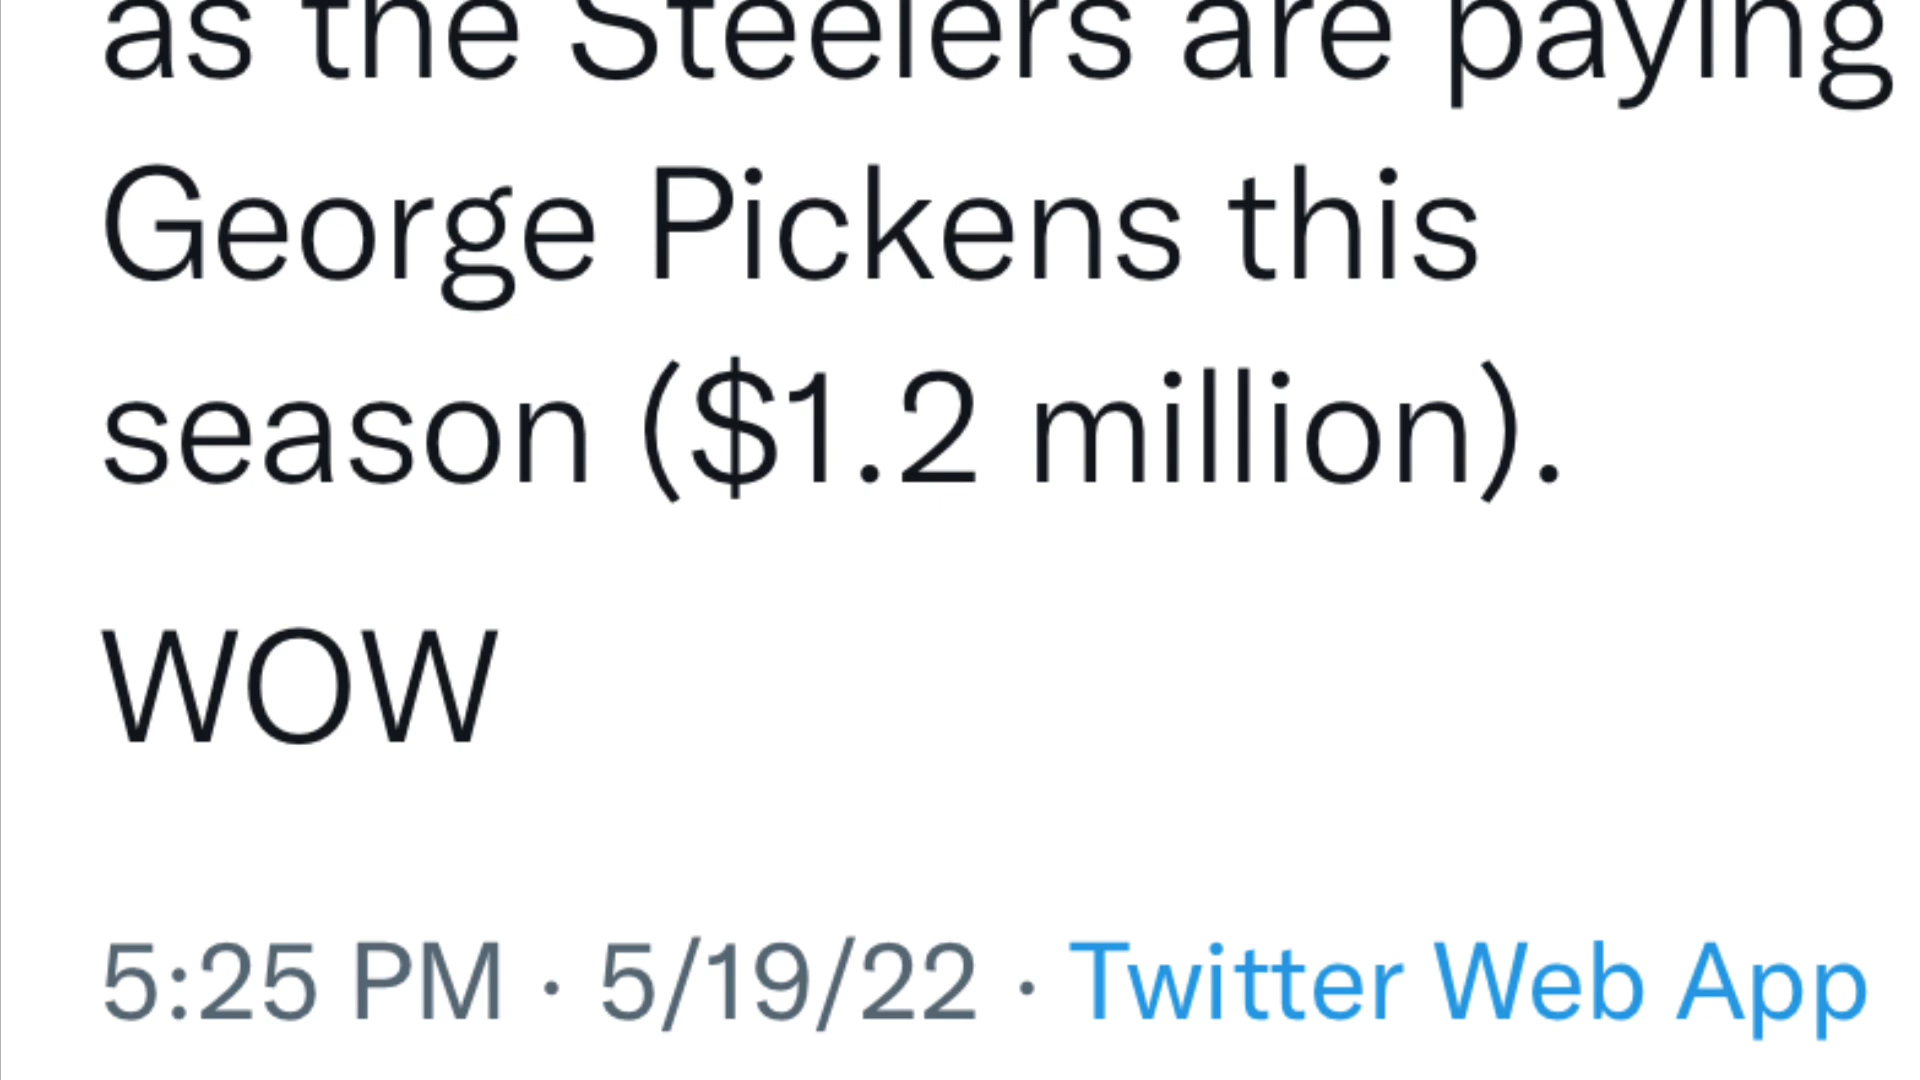 as the Steelers are paying
George Pickens this
season ($1.2 million).
WOW
5:25 PM · 5/19/22 · Twitter Web App